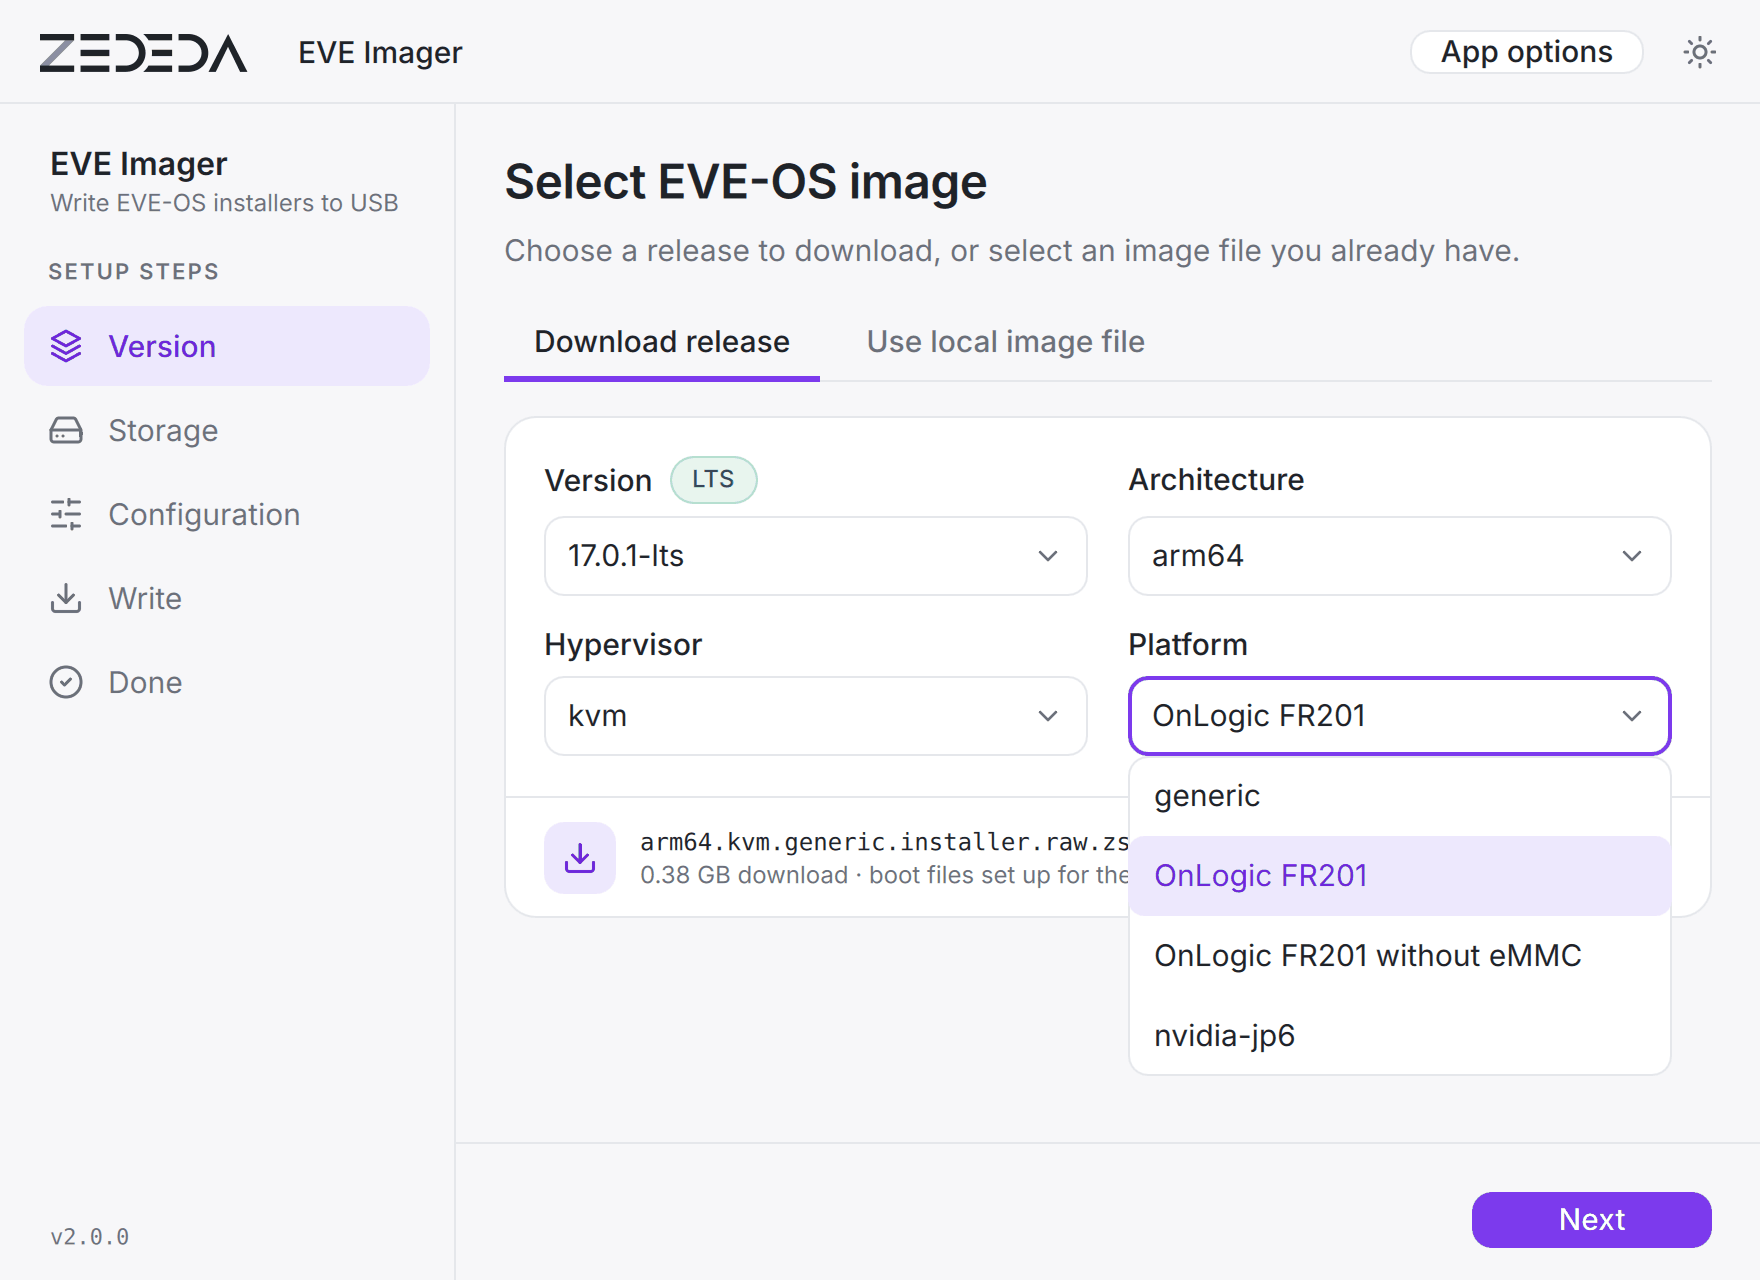 ZEDEDA
EVE Imager
App options
EVE Imager
Write EVE-OS installers to USB
SETUP STEPS
Version
Storage
Configuration
Write
Done
v2.0.0
Select EVE-OS image
Choose a release to download, or select an image file you already have.
Download release
Use local image file
Version
LTS
17.0.1-lts
Architecture
arm64
Hypervisor
kvm
Platform
OnLogic FR201
generic
OnLogic FR201
OnLogic FR201 without eMMC
nvidia-jp6
arm64.kvm.generic.installer.raw.zs
0.38 GB download · boot files set up for the
Next